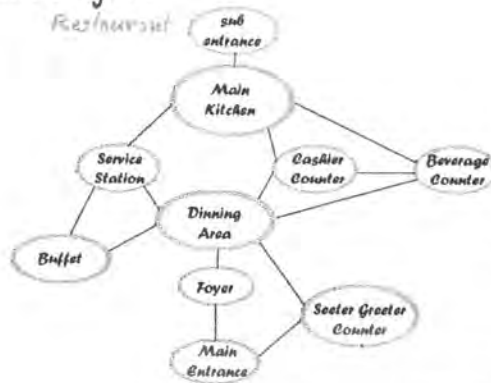 Restaurant
sub
entrance
Main
Kitchen
Service
Station
Cashier
Counter
Beverage
Counter
Dinning
Area
Buffet
Foyer
Seeter Greeter
Counter
Main
Entrance